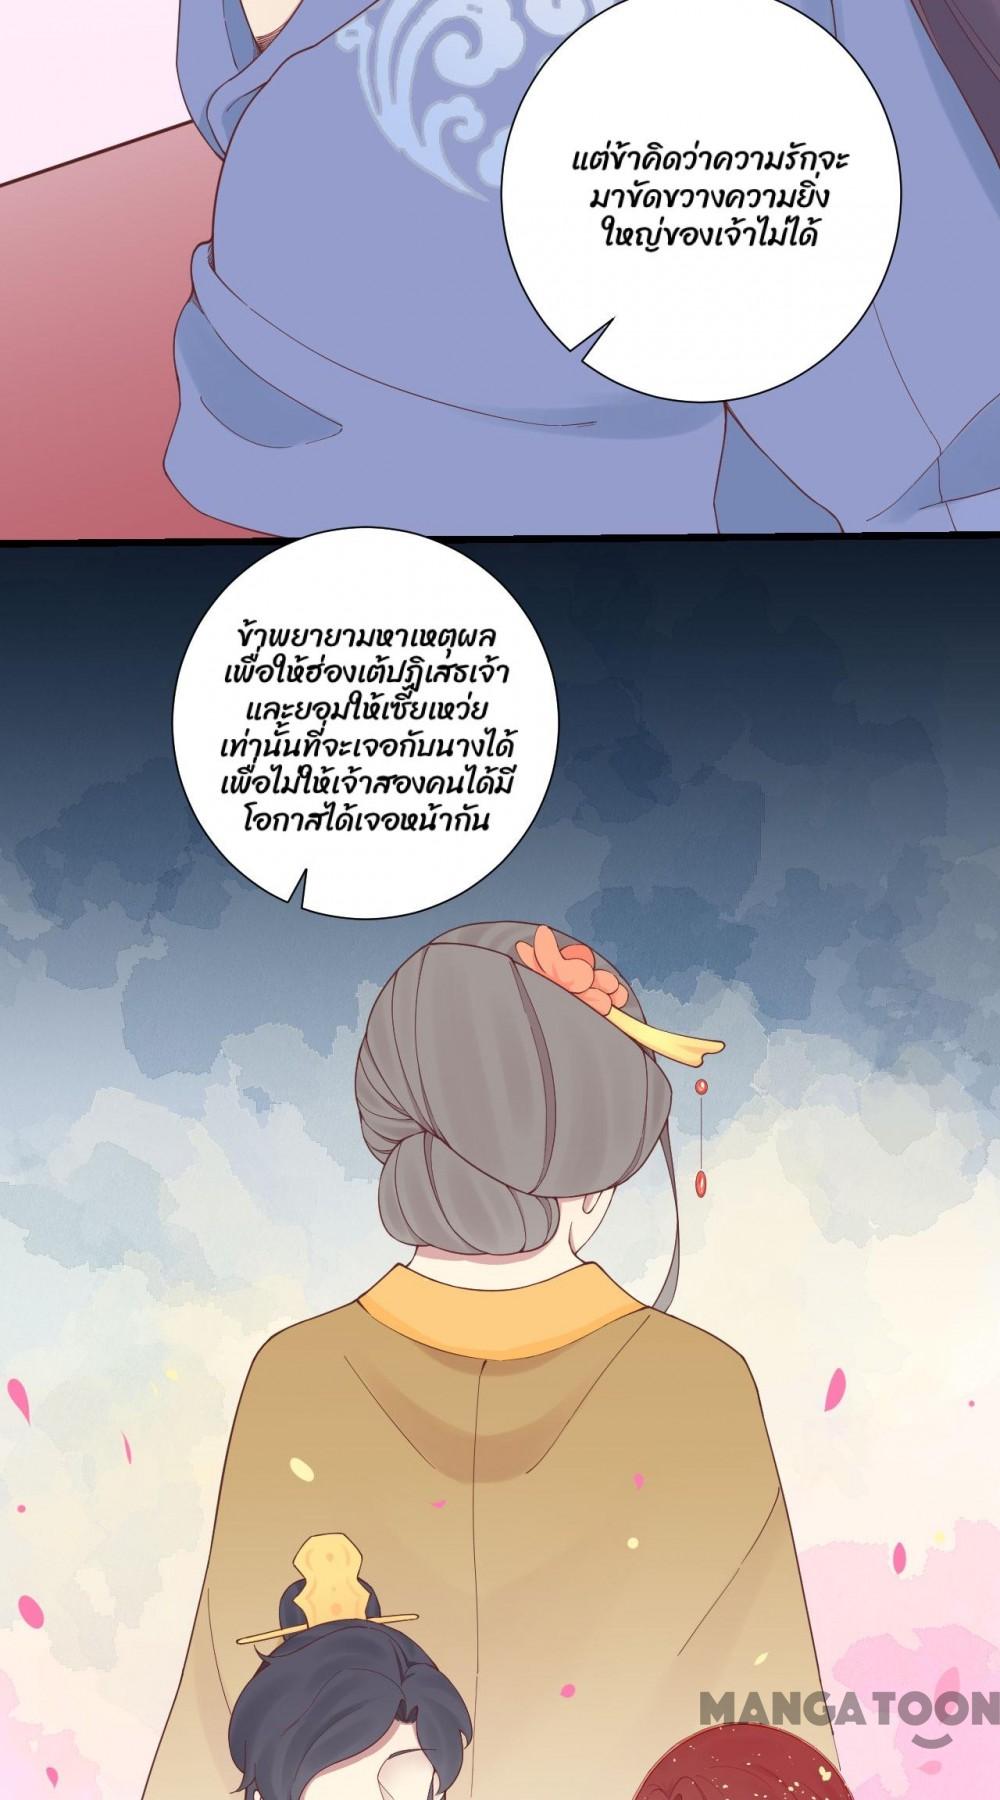 แต่ข้าคิดว่าความรักจะ
มาขัดขวางความยิ่ง
ใหญ่ของเจ้าไม่ได้
ข้าพยายามหาเหตุผล
เพื่อให้ฮ่องเต้ปฏิเสธเจ้า
และยอมให้เซี่ยเหว่ย
เท่านั้นที่จะเจอกับนางได้
เพื่อไม่ให้เจ้าสองคนได้มี
โอกาสได้เจอหน้ากัน
MANGATOON